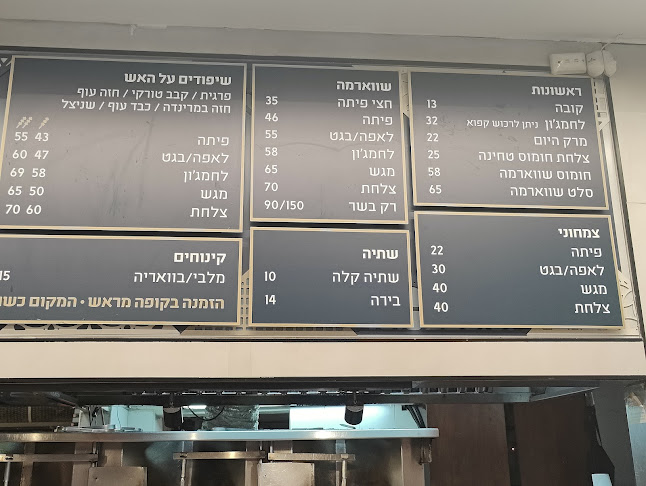 ראשונות
קובה 13
לחמג'ון ניתן לרכוש קפוא 32
מרק היום 22
צלחת חומוס טחינה 25
חומוס שווארמה 58
סלט שווארמה 65
צמחוני
פיתה 22
לאפה/בגט 30
מגש 40
צלחת 40
שווארמה
חצי פיתה 35
פיתה 46
לאפה/בגט 55
לחמג'ון 58
מגש 65
צלחת 70
רק בשר 90/150
שתיה
שתיה קלה 10
בירה 14
שיפודים על האש
פרגית / קבב טורקי / חזה עוף
חזה במרינדה / כבד עוף / שניצל
פיתה 43 55
לאפה/בגט 47 60
לחמג'ון 58 69
מגש 50 65
צלחת 60 70
קינוחים
מלבי/בוואריה 15
הזמנה בקופה מראש • המקום